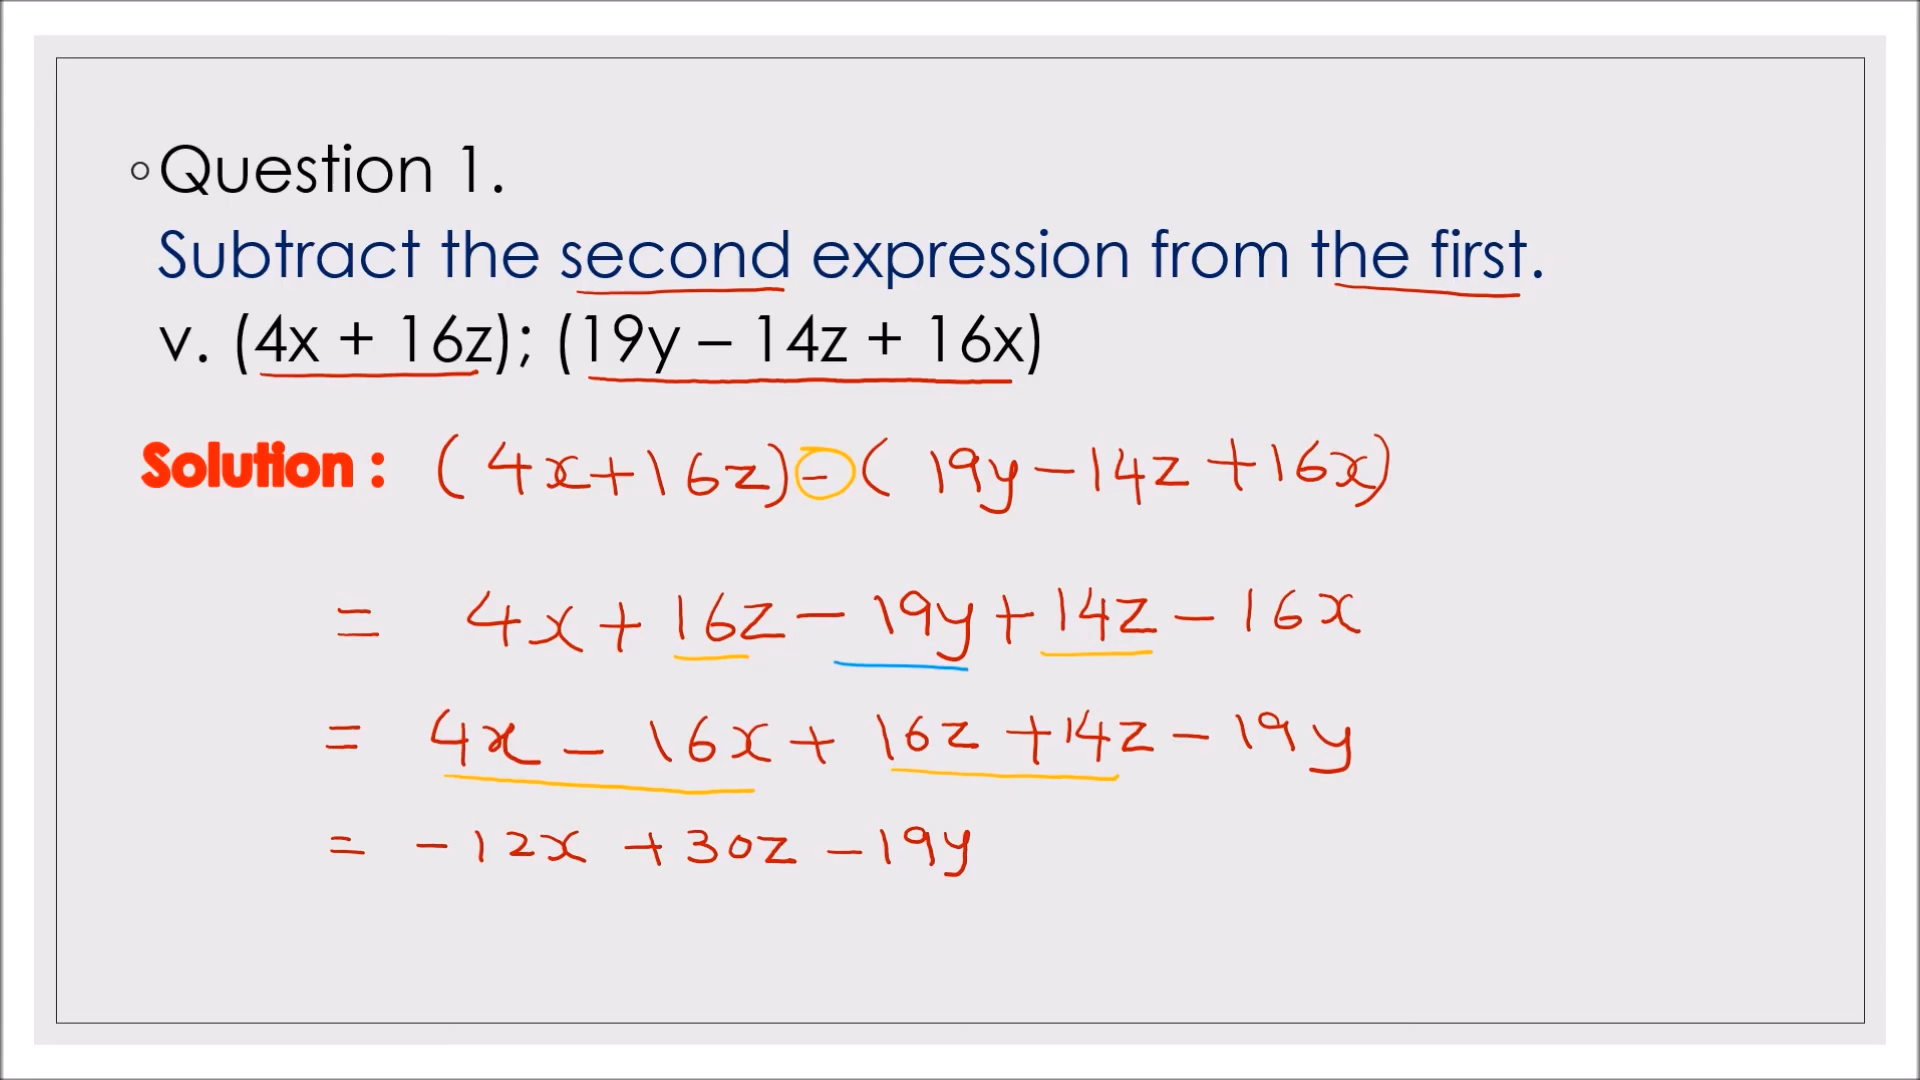 ◦Question 1.
Subtract the second expression from the first.
v. (4x + 16z); (19y – 14z + 16x)
Solution : (4x+16z)-(19y-14z+16x)
= 4x+16z-19y+14z-16x
= 4x-16x+16z+14z-19y
= -12x+30z-19y